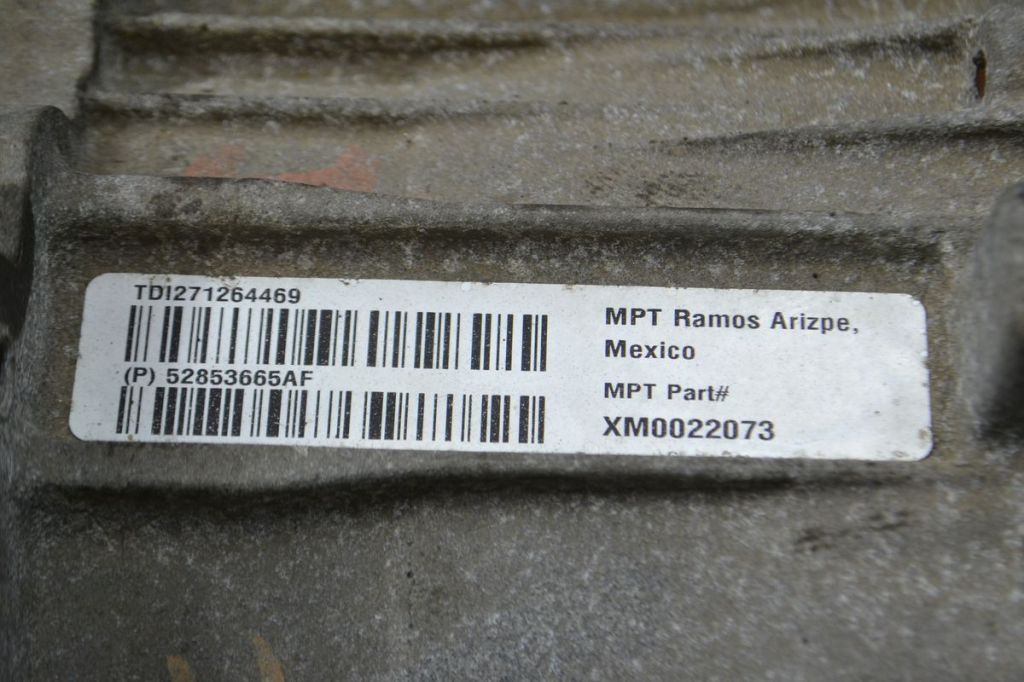 TDI271264469
(P) 52853665AF
MPT Ramos Arizpe,
Mexico
MPT Part#
XM0022073